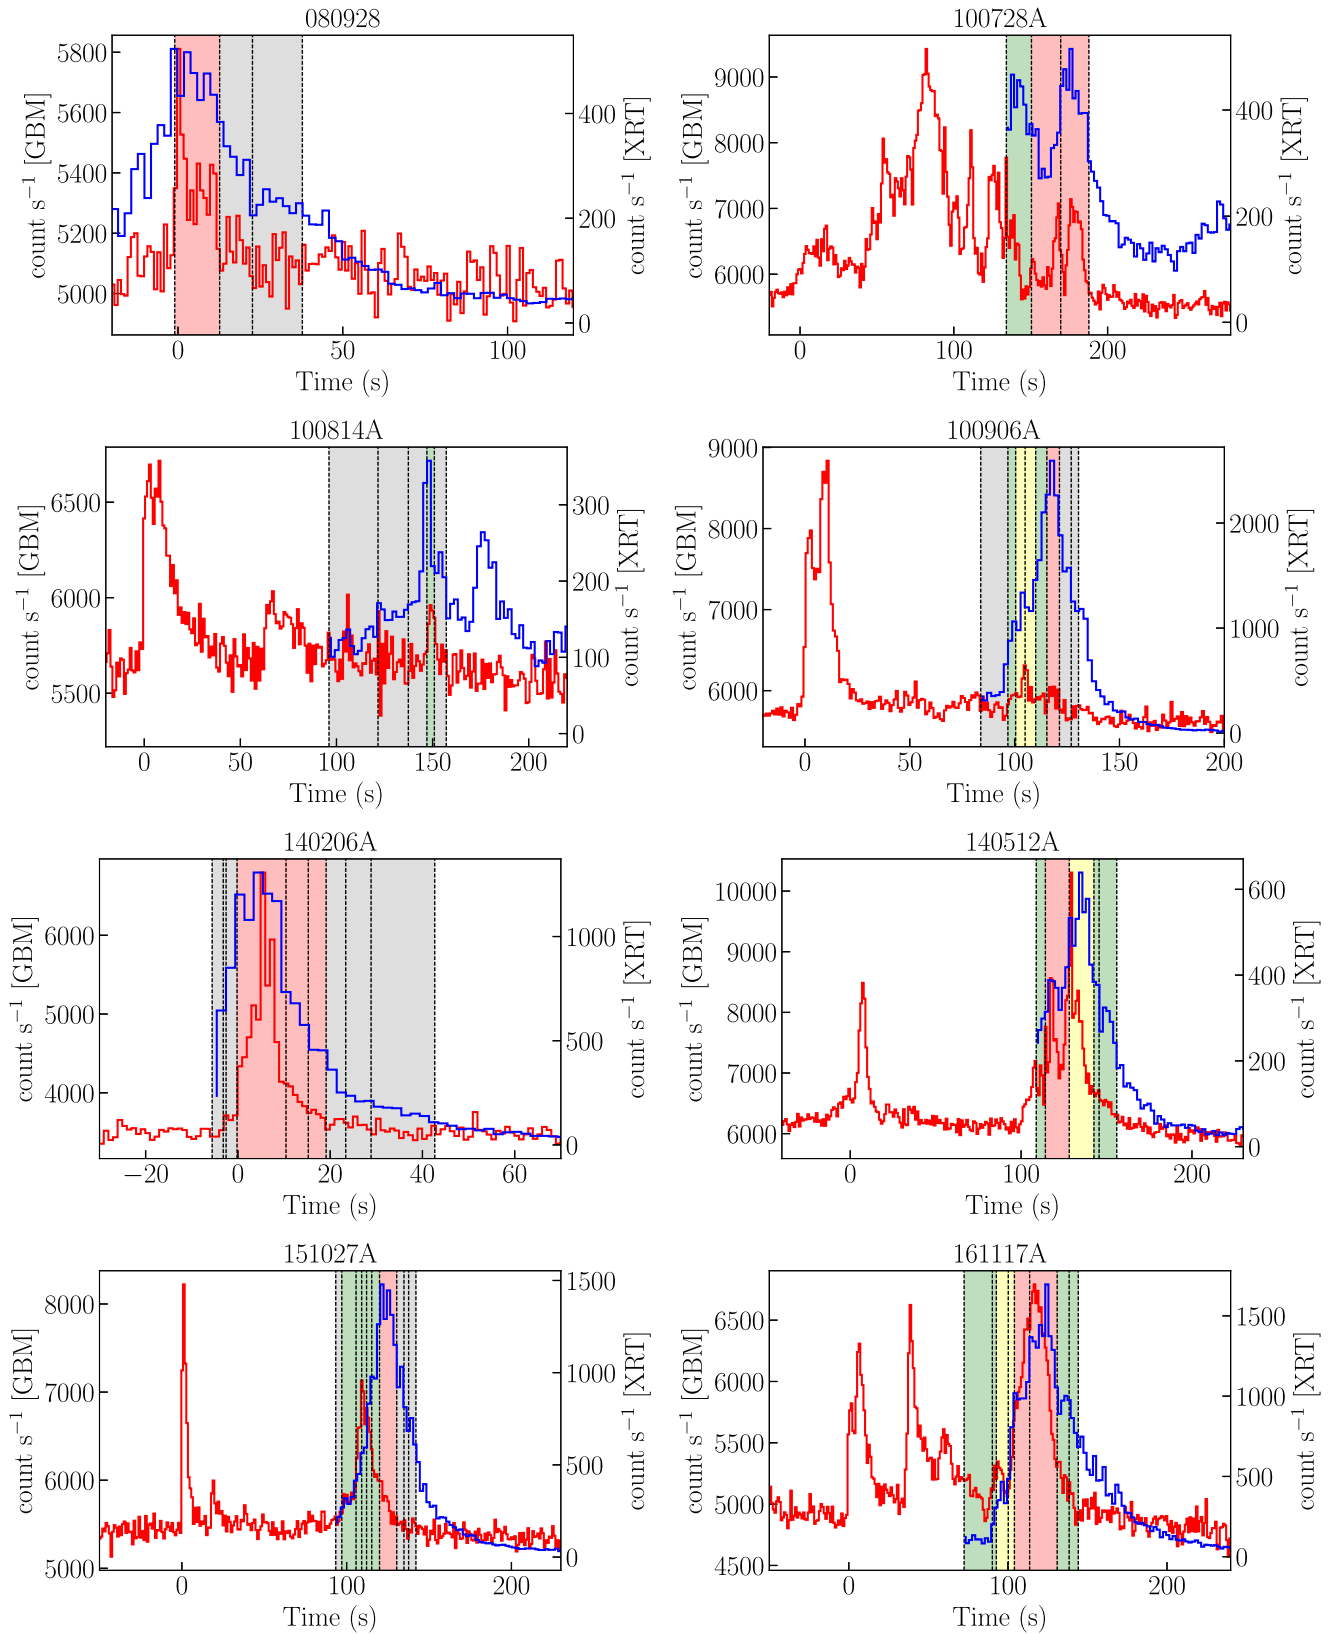 080928
count s⁻¹ [GBM]
5800
5600
5400
5200
5000
400
200
0
count s⁻¹ [XRT]
0 50 100
Time (s)
100728A
count s⁻¹ [GBM]
9000
8000
7000
6000
400
200
0
count s⁻¹ [XRT]
0 100 200
Time (s)
100814A
count s⁻¹ [GBM]
6500
6000
5500
300
200
100
0
count s⁻¹ [XRT]
0 50 100 150 200
Time (s)
100906A
count s⁻¹ [GBM]
9000
8000
7000
6000
2000
1000
0
count s⁻¹ [XRT]
0 50 100 150 200
Time (s)
140206A
count s⁻¹ [GBM]
6000
5000
4000
1000
500
0
count s⁻¹ [XRT]
−20 0 20 40 60
Time (s)
140512A
count s⁻¹ [GBM]
10000
9000
8000
7000
6000
600
400
200
0
count s⁻¹ [XRT]
0 100 200
Time (s)
151027A
count s⁻¹ [GBM]
8000
7000
6000
5000
1500
1000
500
0
count s⁻¹ [XRT]
0 100 200
Time (s)
161117A
count s⁻¹ [GBM]
6500
6000
5500
5000
4500
1500
1000
500
0
count s⁻¹ [XRT]
0 100 200
Time (s)